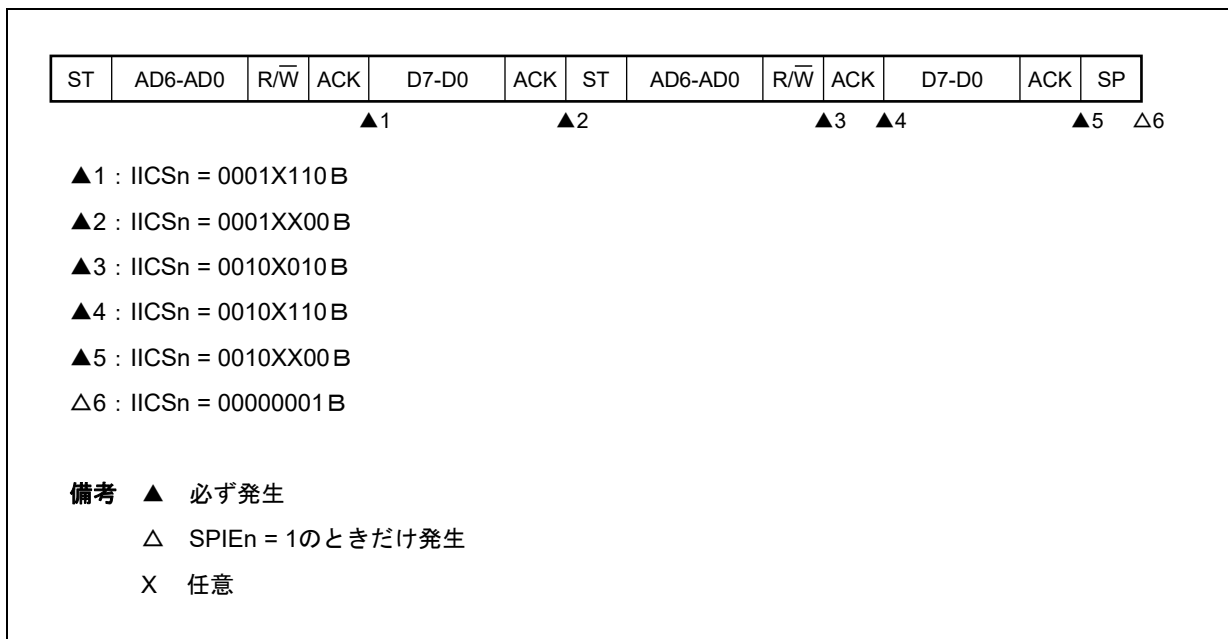 ST AD6-AD0 R/W̅ ACK D7-D0 ACK ST AD6-AD0 R/W̅ ACK D7-D0 ACK SP
▲1 ▲2 ▲3 ▲4 ▲5 △6
▲1：IICSn = 0001X110B
▲2：IICSn = 0001XX00B
▲3：IICSn = 0010X010B
▲4：IICSn = 0010X110B
▲5：IICSn = 0010XX00B
△6：IICSn = 00000001B
備考 ▲ 必ず発生
△ SPIEn = 1のときだけ発生
X 任意